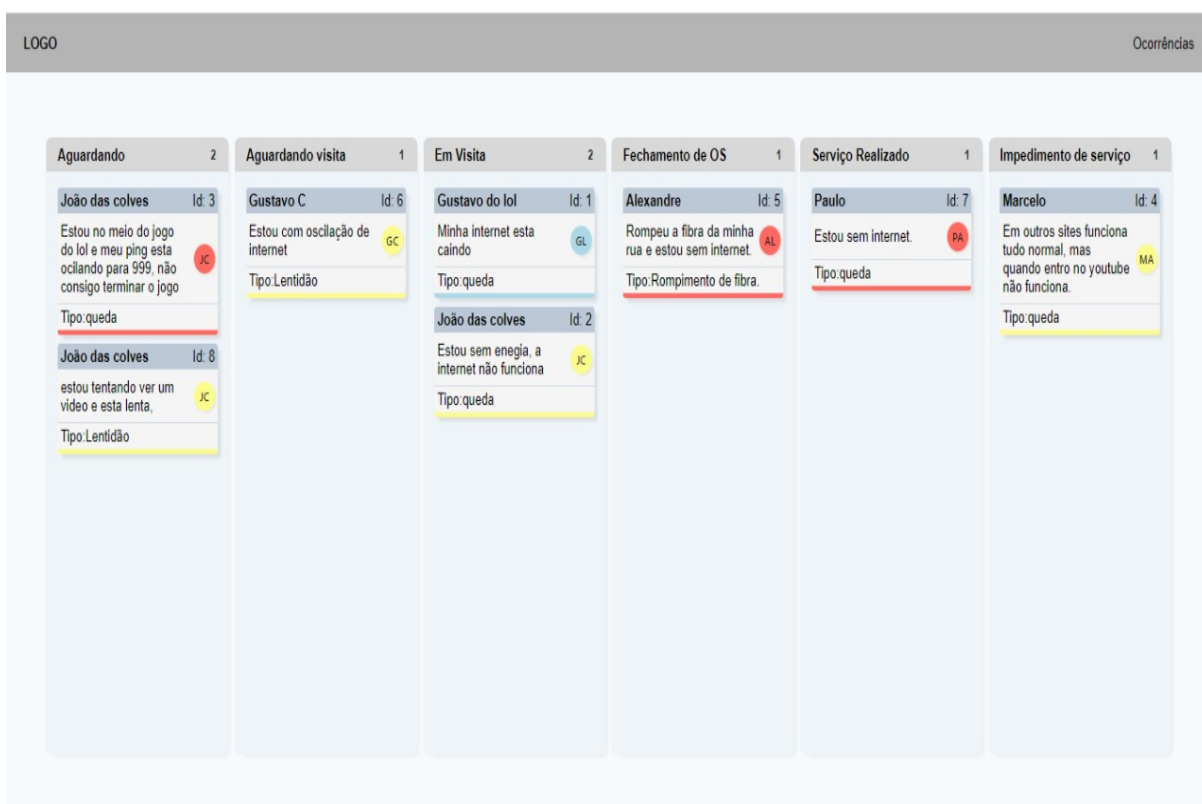 LOGO
Ocorrências
Aguardando 2
João das colves Id: 3
Estou no meio do jogo
do lol e meu ping esta
ocilando para 999, não
consigo terminar o jogo
JC
Tipo:queda
João das colves Id: 8
estou tentando ver um
video e esta lenta,
JC
Tipo:Lentidão
Aguardando visita 1
Gustavo C Id: 6
Estou com oscilação de
internet
GC
Tipo:Lentidão
Em Visita 2
Gustavo do lol Id: 1
Minha internet esta
caindo
GL
Tipo:queda
João das colves Id: 2
Estou sem enegia, a
internet não funciona
JC
Tipo:queda
Fechamento de OS 1
Alexandre Id: 5
Rompeu a fibra da minha
rua e estou sem internet.
AL
Tipo:Rompimento de fibra.
Serviço Realizado 1
Paulo Id: 7
Estou sem internet.
PA
Tipo:queda
Impedimento de serviço 1
Marcelo Id: 4
Em outros sites funciona
tudo normal, mas
quando entro no youtube
não funciona.
MA
Tipo:queda